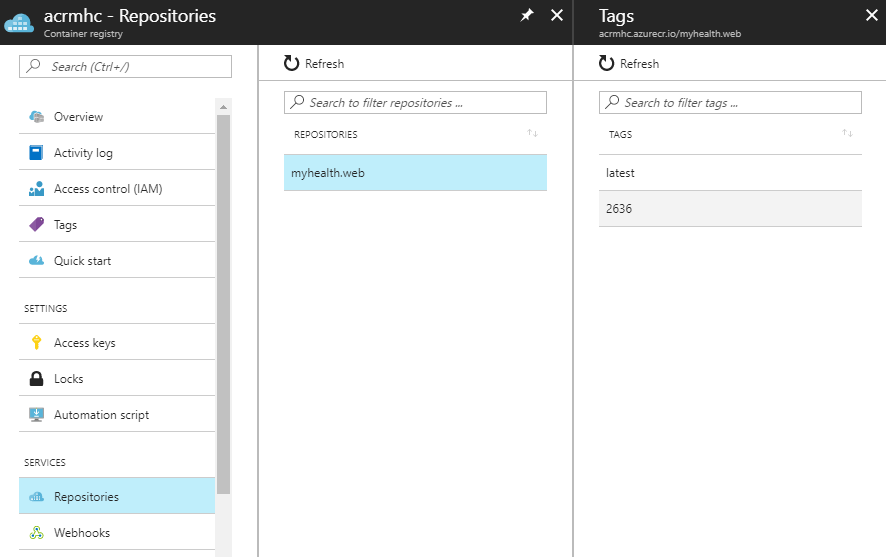 acrmhc - Repositories
Container registry
Search (Ctrl+/)
Overview
Activity log
Access control (IAM)
Tags
Quick start
SETTINGS
Access keys
Locks
Automation script
SERVICES
Repositories
Webhooks
Refresh
Search to filter repositories ...
REPOSITORIES
myhealth.web
Tags
acrmhc.azurecr.io/myhealth.web
Refresh
Search to filter tags ...
TAGS
latest
2636